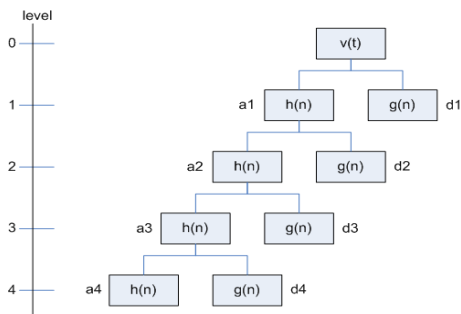 level
0 v(t)
1 a1 h(n) g(n) d1
2 a2 h(n) g(n) d2
3 a3 h(n) g(n) d3
4 a4 h(n) g(n) d4